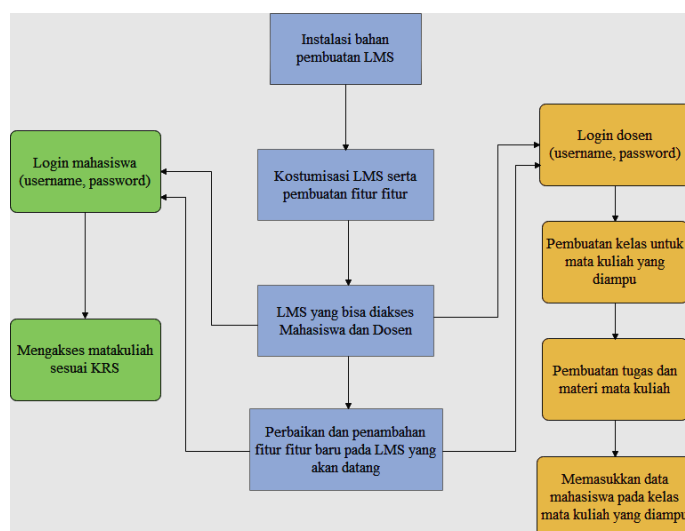 Instalasi bahan
pembuatan LMS
Login mahasiswa
(username, password)
Kostumisasi LMS serta
pembuatan fitur fitur
Login dosen
(username, password)
Pembuatan kelas untuk
mata kuliah yang
diampu
LMS yang bisa diakses
Mahasiswa dan Dosen
Mengakses matakuliah
sesuai KRS
Pembuatan tugas dan
materi mata kuliah
Perbaikan dan penambahan
fitur fitur baru pada LMS yang
akan datang
Memasukkan data
mahasiswa pada kelas
mata kuliah yang diampu